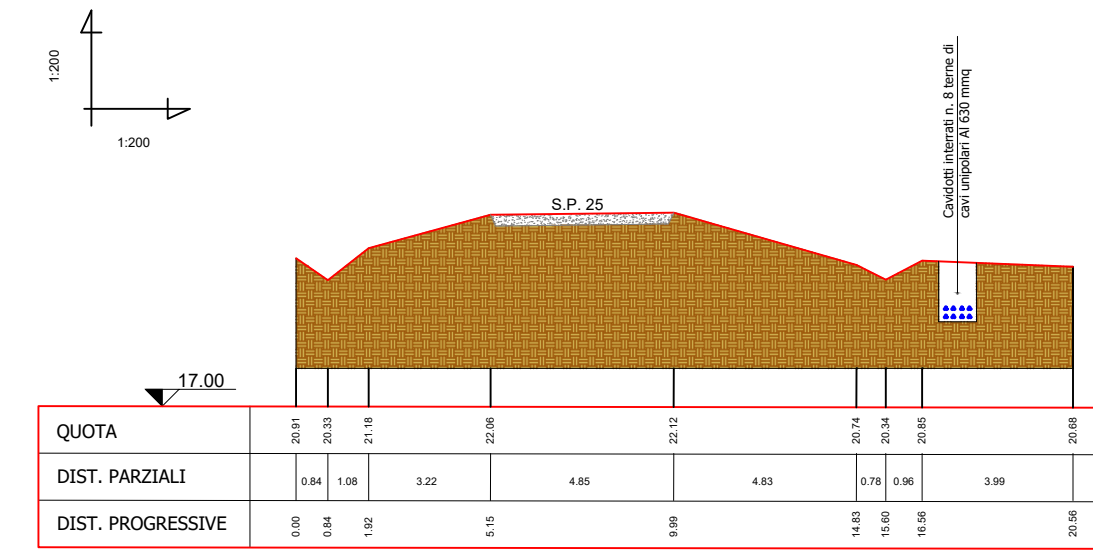 1:200
1:200
Cavidotti interrati n. 8 terne di
cavi unipolari Al 630 mmq
S.P. 25
17.00
QUOTA 20.91 20.33 21.18 22.06 22.12 20.74 20.34 20.85 20.68
DIST. PARZIALI 0.84 1.08 3.22 4.85 4.83 0.78 0.96 3.99
DIST. PROGRESSIVE 0.00 0.84 1.92 5.15 9.99 14.83 15.60 16.56 20.56